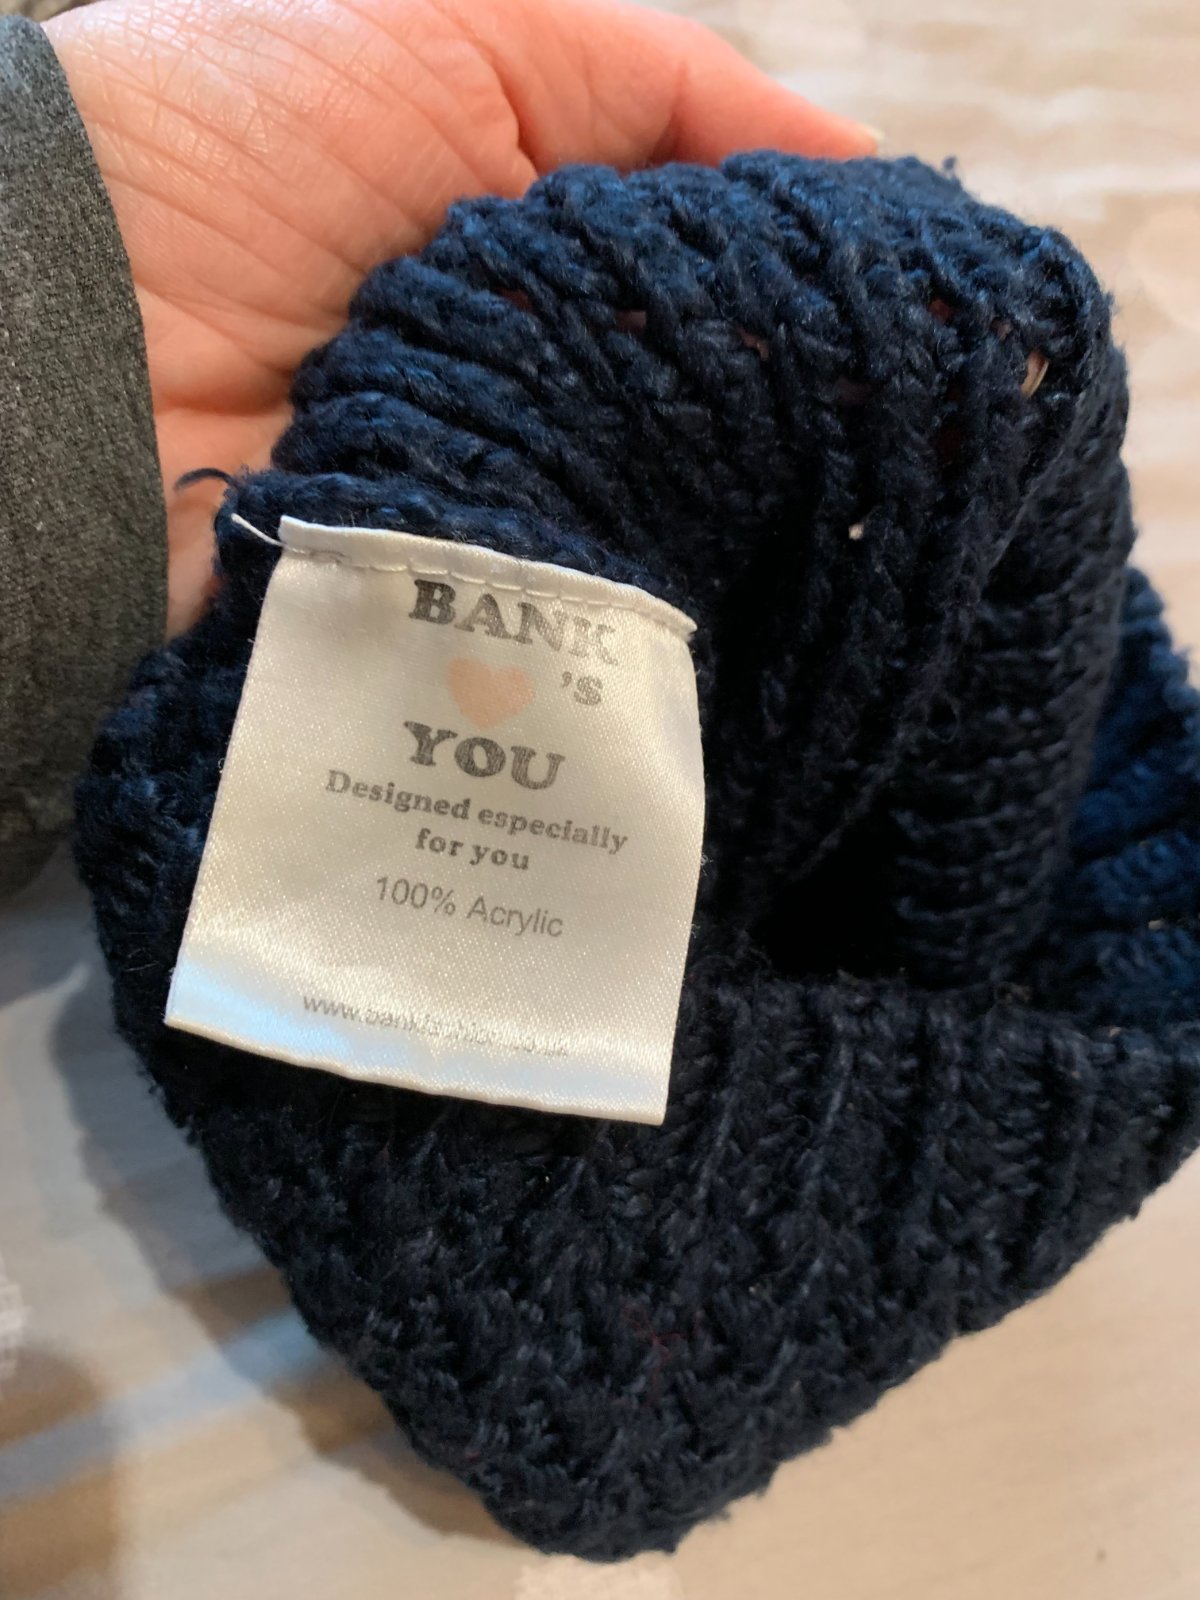 BANK
♥'s
YOU
Designed especially
for you
100% Acrylic